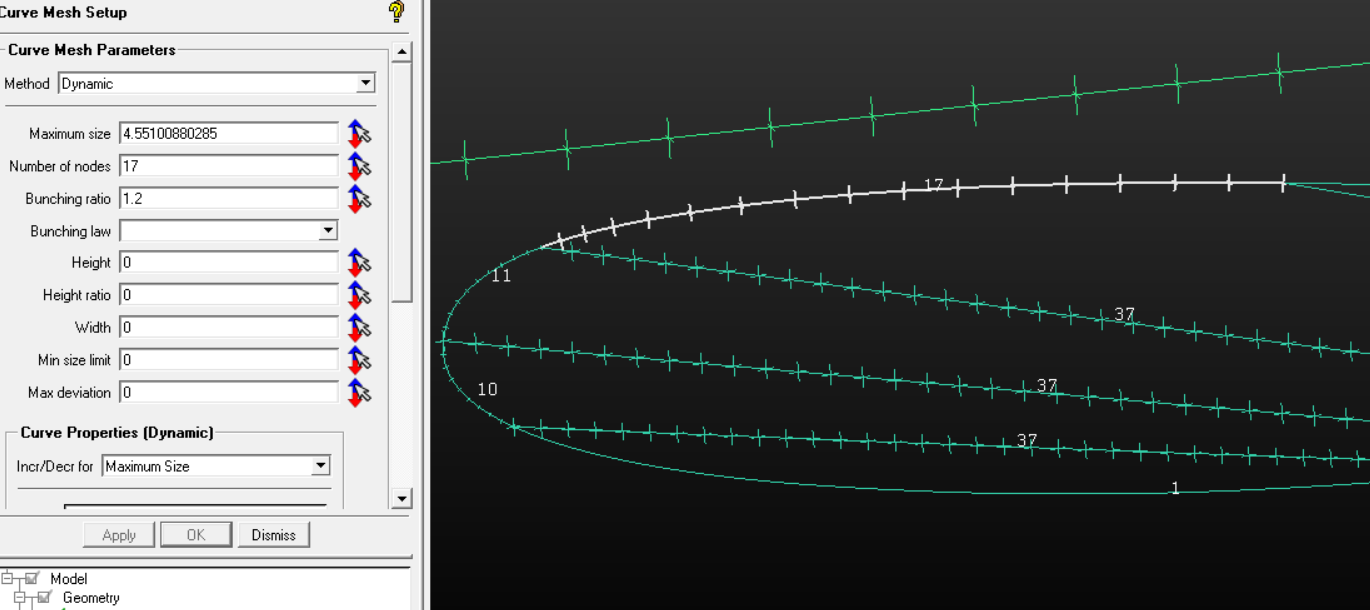 Curve Mesh Setup
Curve Mesh Parameters
Method Dynamic
Maximum size 4.55100880285
Number of nodes 17
Bunching ratio 1.2
Bunching law
Height 0
Height ratio 0
Width 0
Min size limit 0
Max deviation 0
Curve Properties (Dynamic)
Incr/Decr for Maximum Size
Apply OK Dismiss
Model
Geometry
17
11
37
10
37
37
1